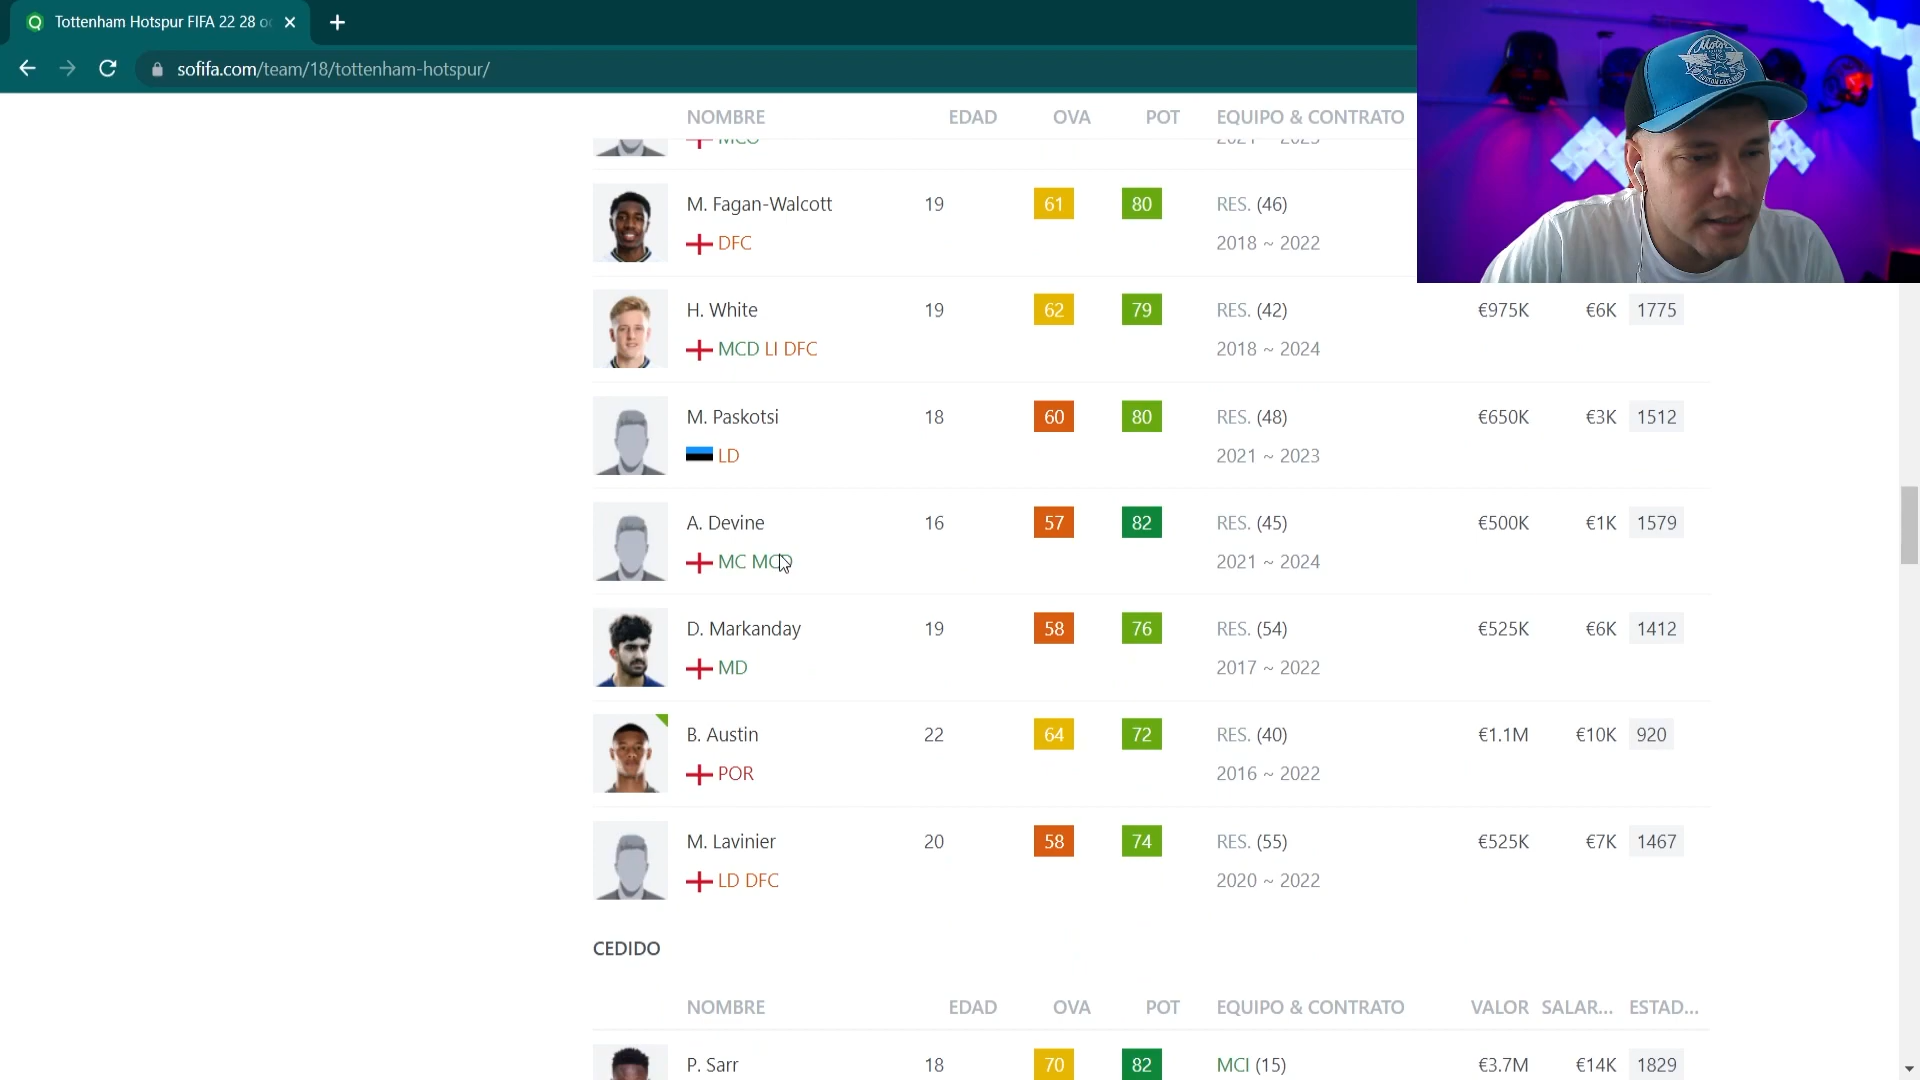 Tottenham Hotspur FIFA 22 28 oc
sofifa.com/team/18/tottenham-hotspur/
NOMBRE EDAD OVA POT EQUIPO & CONTRATO
MCO 2021 ~ 2023
M. Fagan-Walcott 19 61 80 RES. (46)
DFC 2018 ~ 2022
H. White 19 62 79 RES. (42) €975K €6K 1775
MCD LI DFC 2018 ~ 2024
M. Paskotsi 18 60 80 RES. (48) €650K €3K 1512
LD 2021 ~ 2023
A. Devine 16 57 82 RES. (45) €500K €1K 1579
MC MCD 2021 ~ 2024
D. Markanday 19 58 76 RES. (54) €525K €6K 1412
MD 2017 ~ 2022
B. Austin 22 64 72 RES. (40) €1.1M €10K 920
POR 2016 ~ 2022
M. Lavinier 20 58 74 RES. (55) €525K €7K 1467
LD DFC 2020 ~ 2022
CEDIDO
NOMBRE EDAD OVA POT EQUIPO & CONTRATO VALOR SALAR... ESTAD...
P. Sarr 18 70 82 MCI (15) €3.7M €14K 1829